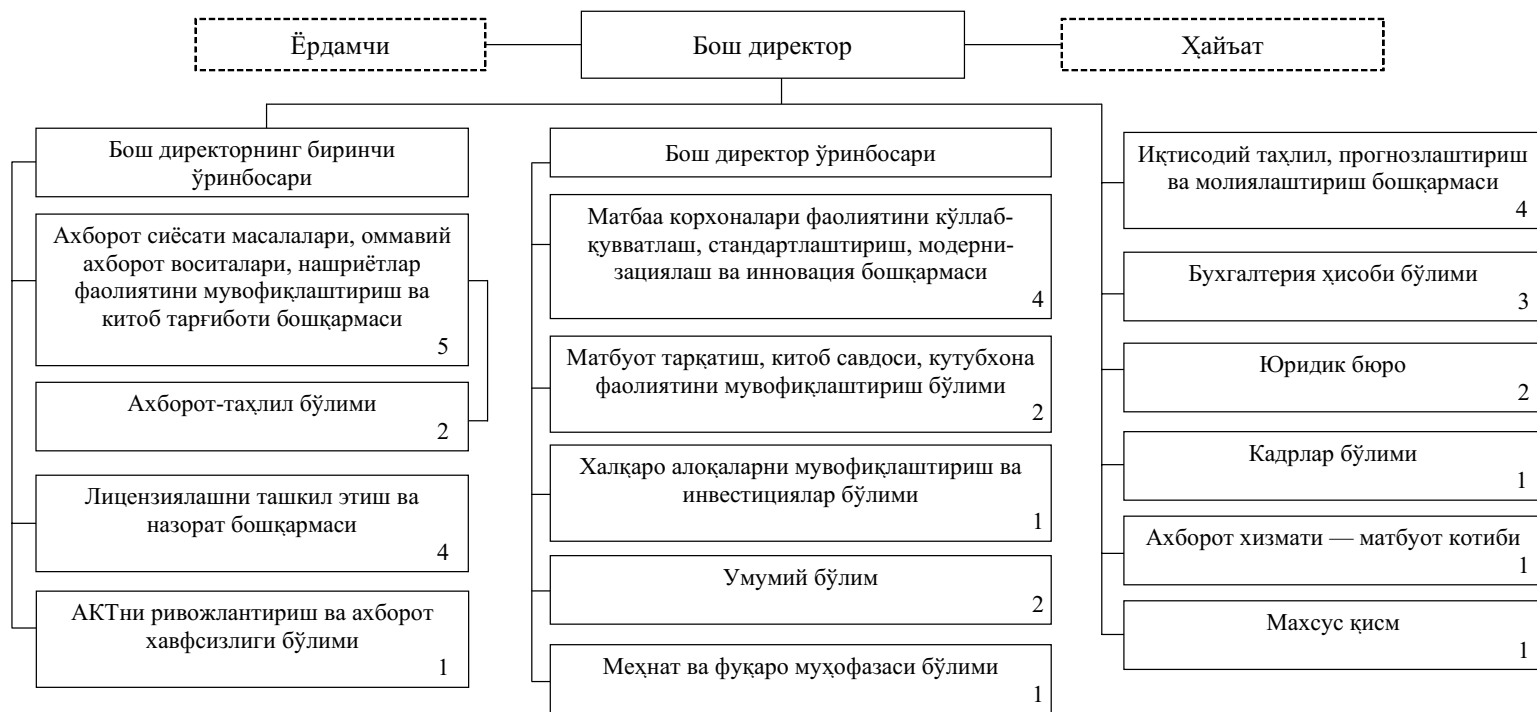 Ёрдамчи
Бош директор
Ҳайъат
Бош директорнинг биринчи
ўринбосари
Ахборот сиёсати масалалари, оммавий
ахборот воситалари, нашриётлар
фаолиятини мувофиқлаштириш ва
китоб тарғиботи бошқармаси
5
Ахборот-таҳлил бўлими
2
Лицензиялашни ташкил этиш ва
назорат бошқармаси
4
АКТни ривожлантириш ва ахборот
хавфсизлиги бўлими
1
Бош директор ўринбосари
Матбаа корхоналари фаолиятини қўллаб-
қувватлаш, стандартлаштириш, модерни-
зациялаш ва инновация бошқармаси
4
Матбуот тарқатиш, китоб савдоси, кутубхона
фаолиятини мувофиқлаштириш бўлими
2
Халқаро алоқаларни мувофиқлаштириш ва
инвестициялар бўлими
1
Умумий бўлим
2
Меҳнат ва фуқаро муҳофазаси бўлими
1
Иқтисодий таҳлил, прогнозлаштириш
ва молиялаштириш бошқармаси
4
Бухгалтерия ҳисоби бўлими
3
Юридик бюро
2
Кадрлар бўлими
1
Ахборот хизмати — матбуот котиби
1
Махсус қисм
1